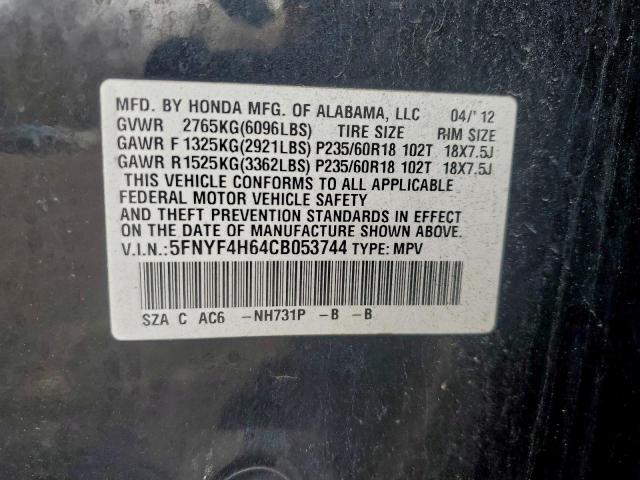 MFD. BY HONDA MFG. OF ALABAMA, LLC 04/'12
GVWR 2765KG(6096LBS) TIRE SIZE RIM SIZE
GAWR F 1325KG(2921LBS) P235/60R18 102T 18X7.5J
GAWR R1525KG(3362LBS) P235/60R18 102T 18X7.5J
THIS VEHICLE CONFORMS TO ALL APPLICABLE
FEDERAL MOTOR VEHICLE SAFETY
AND THEFT PREVENTION STANDARDS IN EFFECT
ON THE DATE OF MANUFACTURE SHOWN ABOVE.
V.I.N.:5FNYF4H64CB053744 TYPE: MPV
SZA C AC6 -NH731P -B -B